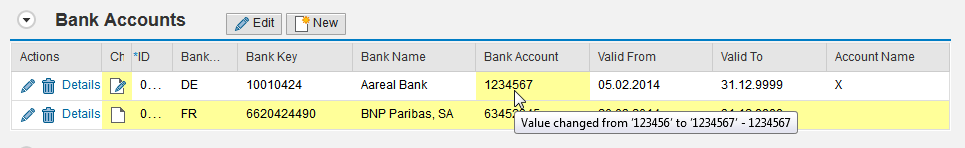 Bank Accounts Edit New
Actions Ch *ID Bank... Bank Key Bank Name Bank Account Valid From Valid To Account Name
Details 0... DE 10010424 Aareal Bank 1234567 05.02.2014 31.12.9999 X
Details 0... FR 6620424490 BNP Paribas, SA
Value changed from '123456' to '1234567' - 1234567